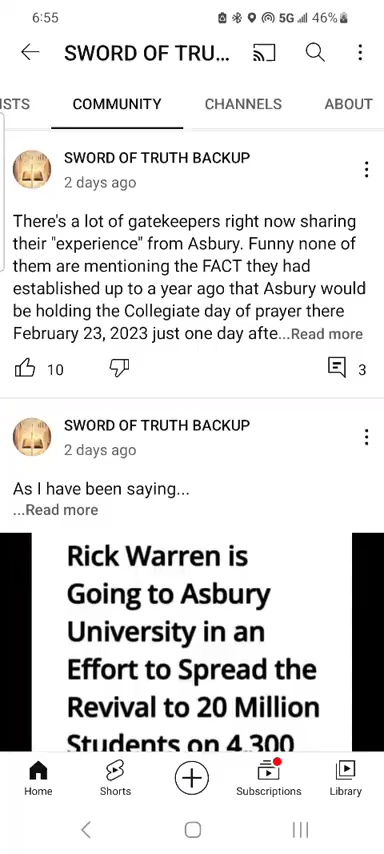 6:55 5G 46%
SWORD OF TRU...
ISTS COMMUNITY CHANNELS ABOUT
SWORD OF TRUTH BACKUP
2 days ago
There's a lot of gatekeepers right now sharing
their "experience" from Asbury. Funny none of
them are mentioning the FACT they had
established up to a year ago that Asbury would
be holding the Collegiate day of prayer there
February 23, 2023 just one day afte...Read more
10 3
SWORD OF TRUTH BACKUP
2 days ago
As I have been saying...
...Read more
Rick Warren is
Going to Asbury
University in an
Effort to Spread the
Revival to 20 Million
Students on 4,300
Home Shorts Subscriptions Library